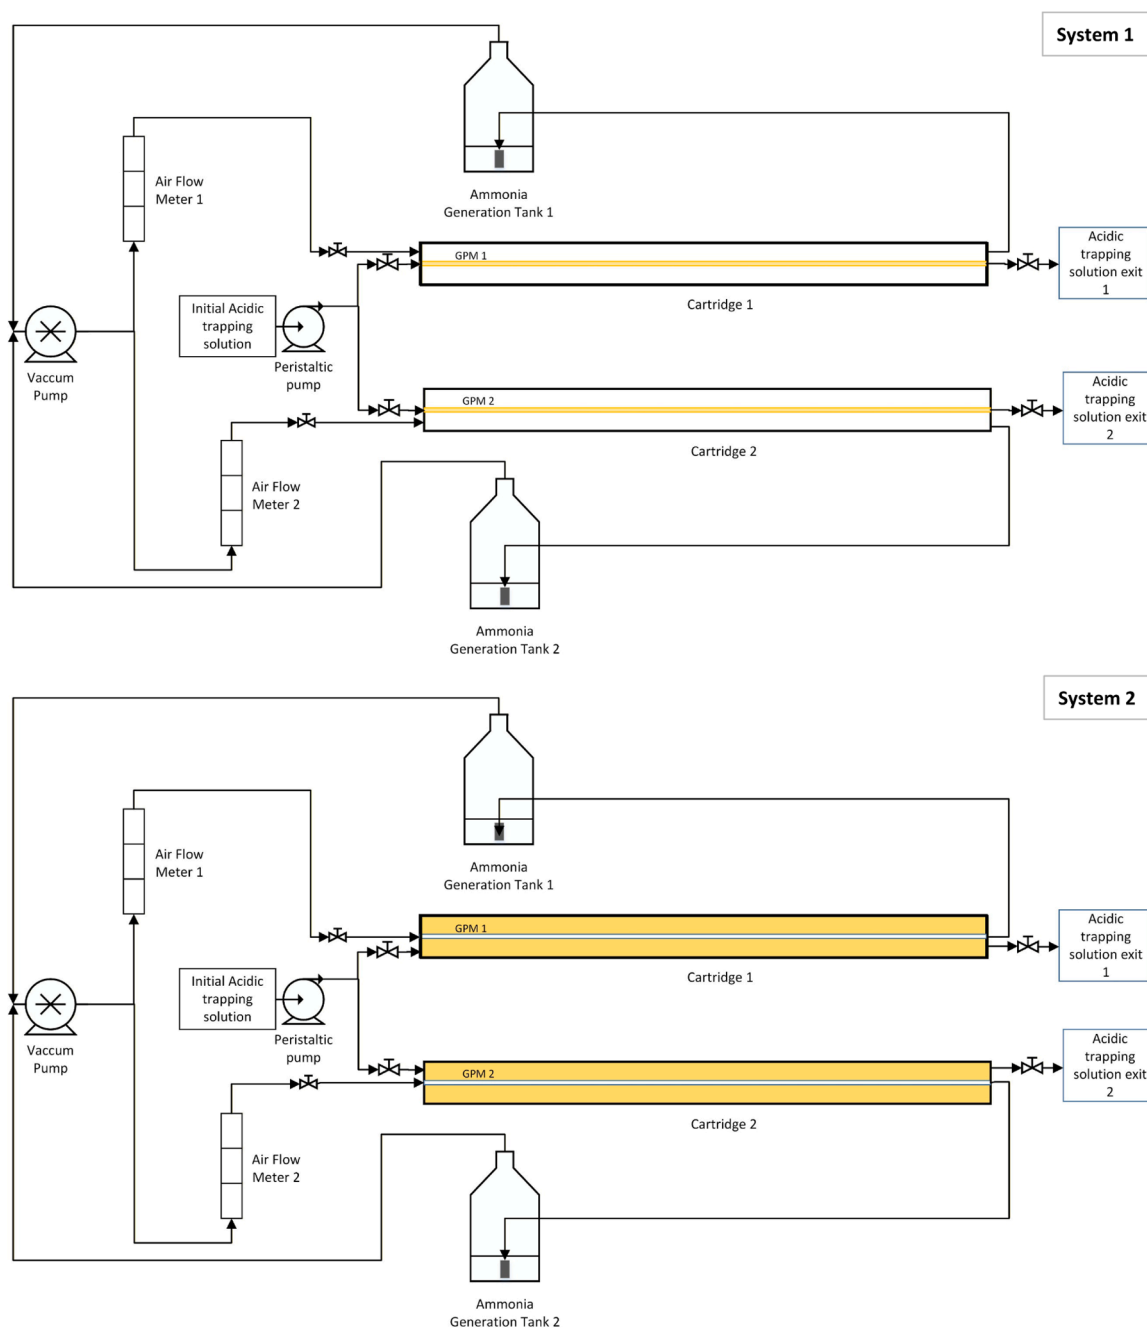 System 1
Air Flow
Meter 1
Ammonia
Generation Tank 1
GPM 1
Cartridge 1
Acidic
trapping
solution exit
1
Initial Acidic
trapping
solution
Peristaltic
pump
Vaccum
Pump
GPM 2
Cartridge 2
Acidic
trapping
solution exit
2
Air Flow
Meter 2
Ammonia
Generation Tank 2
System 2
Air Flow
Meter 1
Ammonia
Generation Tank 1
GPM 1
Cartridge 1
Acidic
trapping
solution exit
1
Initial Acidic
trapping
solution
Peristaltic
pump
Vaccum
Pump
GPM 2
Cartridge 2
Acidic
trapping
solution exit
2
Air Flow
Meter 2
Ammonia
Generation Tank 2